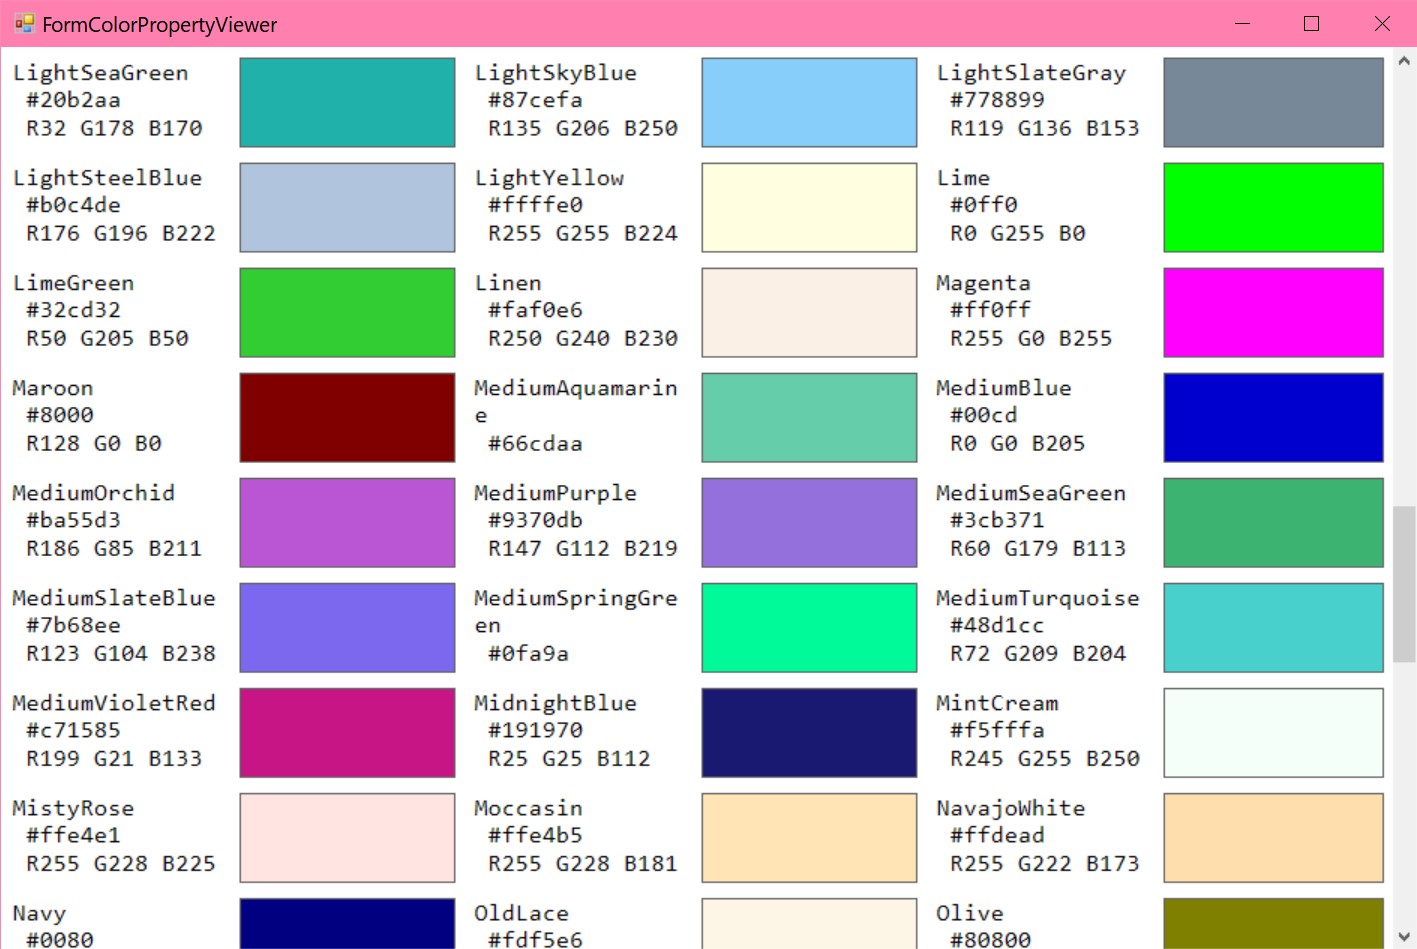 FormColorPropertyViewer
LightSeaGreen
#20b2aa
R32 G178 B170
LightSkyBlue
#87cefa
R135 G206 B250
LightSlateGray
#778899
R119 G136 B153
LightSteelBlue
#b0c4de
R176 G196 B222
LightYellow
#ffffe0
R255 G255 B224
Lime
#0ff0
R0 G255 B0
LimeGreen
#32cd32
R50 G205 B50
Linen
#faf0e6
R250 G240 B230
Magenta
#ff0ff
R255 G0 B255
Maroon
#8000
R128 G0 B0
MediumAquamarin
e
#66cdaa
MediumBlue
#00cd
R0 G0 B205
MediumOrchid
#ba55d3
R186 G85 B211
MediumPurple
#9370db
R147 G112 B219
MediumSeaGreen
#3cb371
R60 G179 B113
MediumSlateBlue
#7b68ee
R123 G104 B238
MediumSpringGre
en
#0fa9a
MediumTurquoise
#48d1cc
R72 G209 B204
MediumVioletRed
#c71585
R199 G21 B133
MidnightBlue
#191970
R25 G25 B112
MintCream
#f5fffa
R245 G255 B250
MistyRose
#ffe4e1
R255 G228 B225
Moccasin
#ffe4b5
R255 G228 B181
NavajoWhite
#ffdead
R255 G222 B173
Navy
#0080
OldLace
#fdf5e6
Olive
#80800